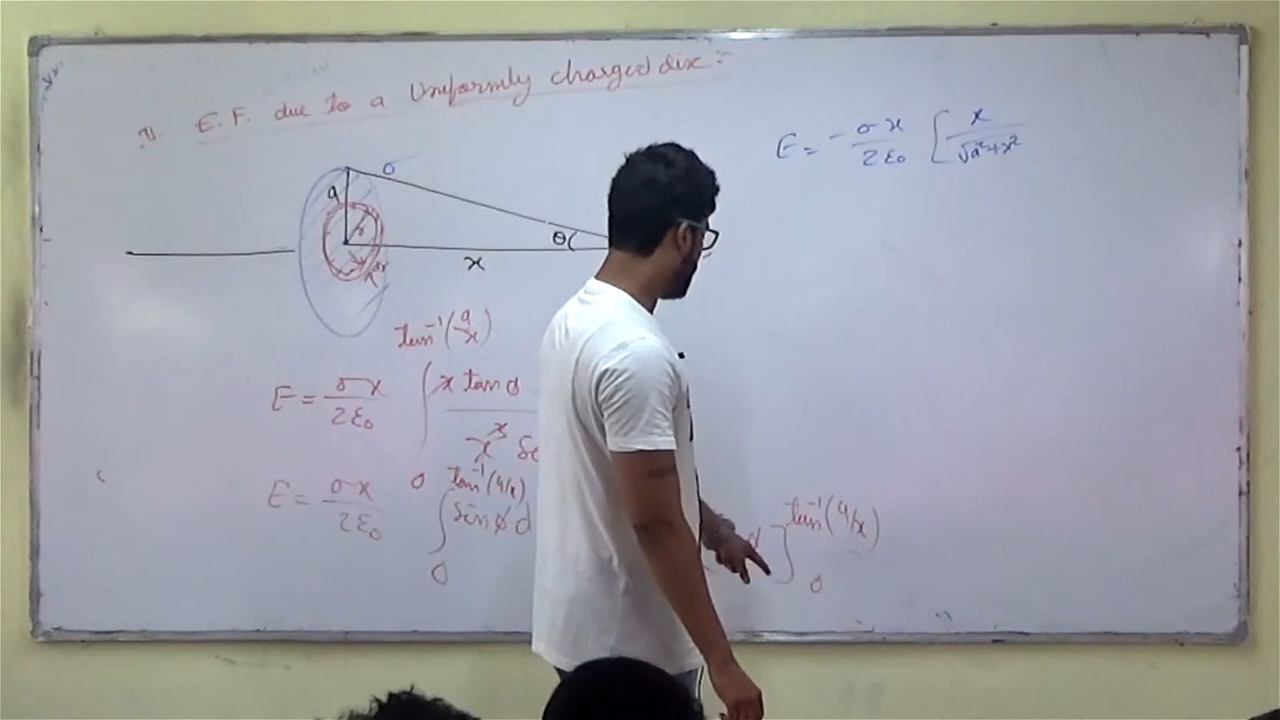 E. F. due to a Uniformly charged disc :-
σ
a
r
dr
θ
x
E = - σx / 2ε₀ [ x / √a²+x²
tan⁻¹(a/x)
E = σx / 2ε₀ ∫ x tan
0
E = σx / 2ε₀ ∫ sin ϕ d
tan⁻¹(a/x)
0
] tan⁻¹(a/x)
0